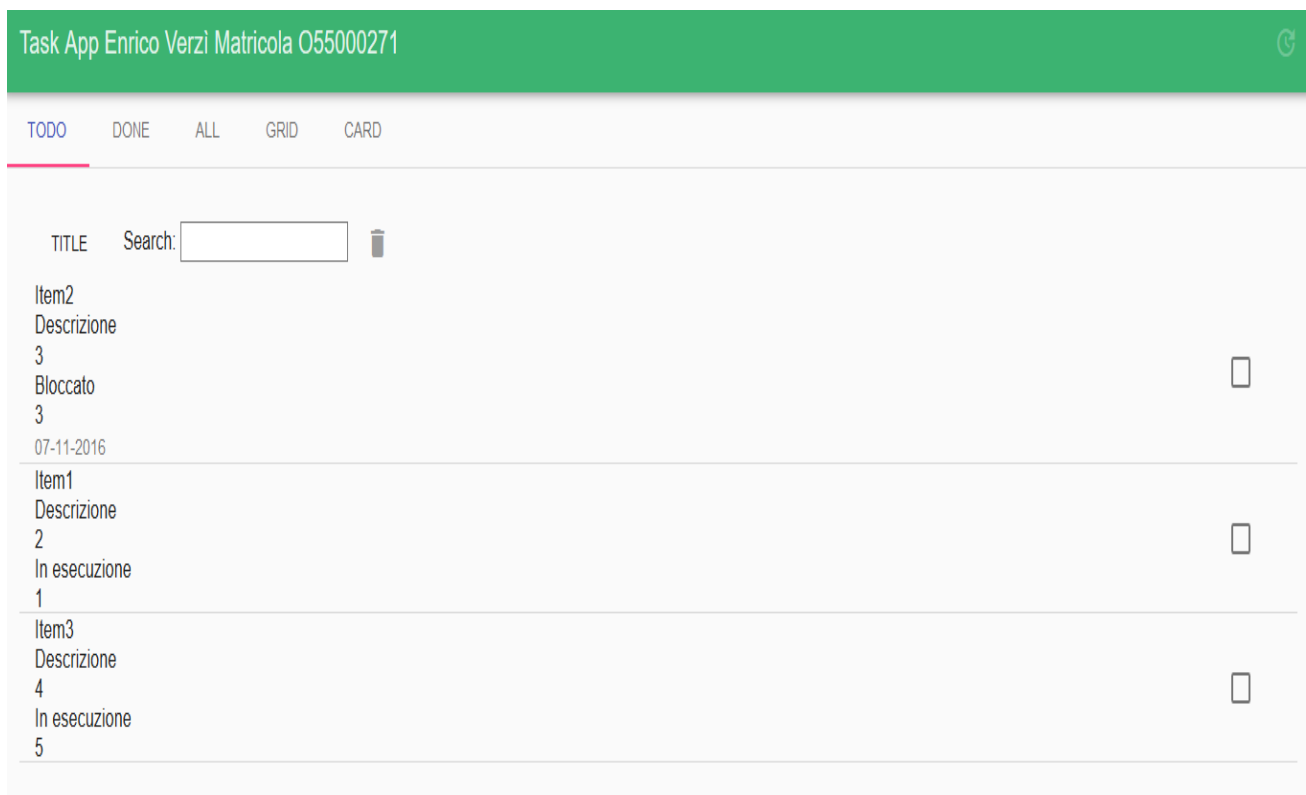 Task App Enrico Verzì Matricola O55000271
TODO DONE ALL GRID CARD
TITLE Search:
Item2
Descrizione
3
Bloccato
3
07-11-2016
Item1
Descrizione
2
In esecuzione
1
Item3
Descrizione
4
In esecuzione
5